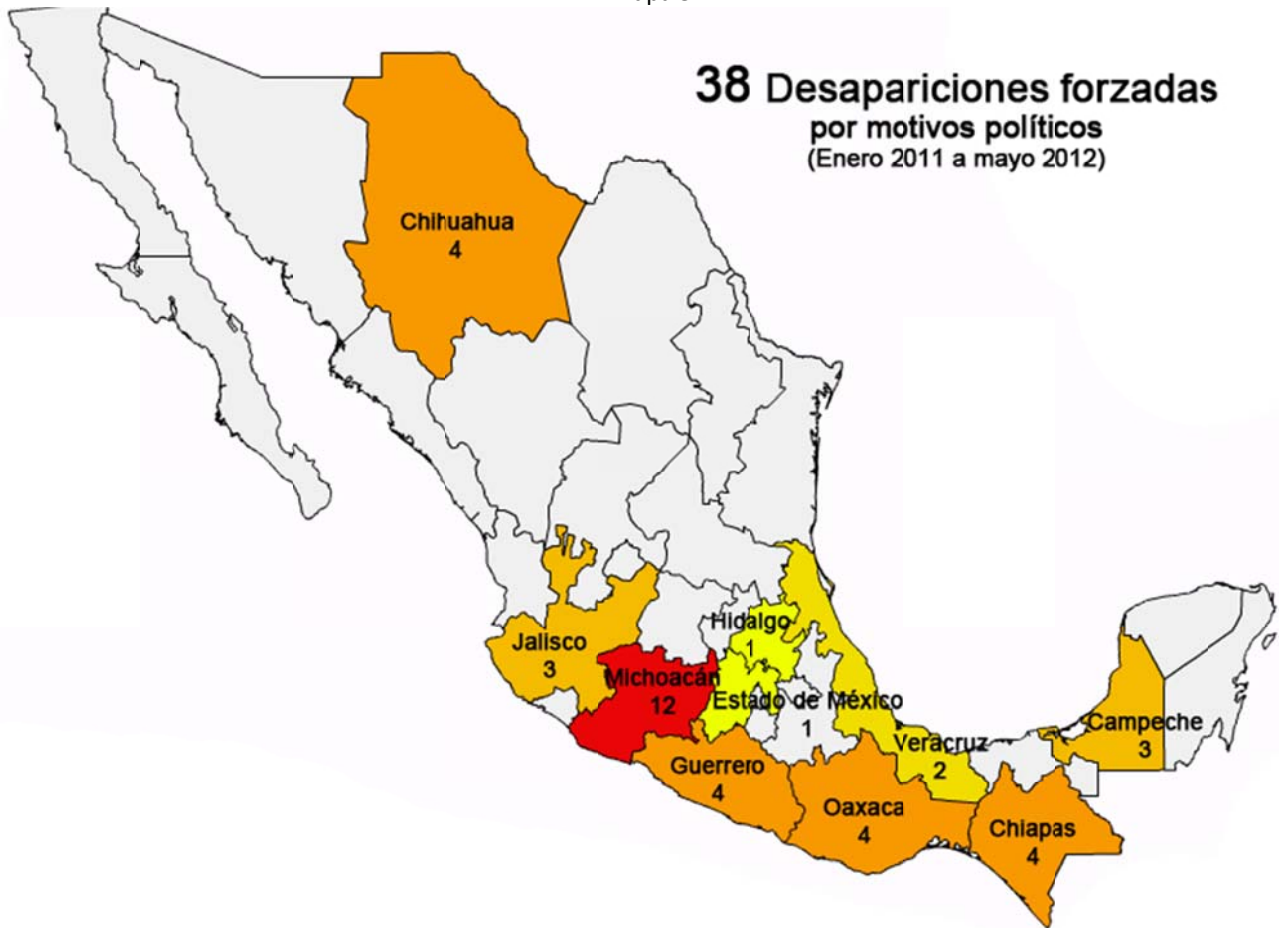 38 Desapariciones forzadas
por motivos políticos
(Enero 2011 a mayo 2012)
Chihuahua
4
Hidalgo
1
Jalisco
3
Michoacán
12
Estado de México
1
Campeche
3
Veracruz
2
Guerrero
4
Oaxaca
4
Chiapas
4